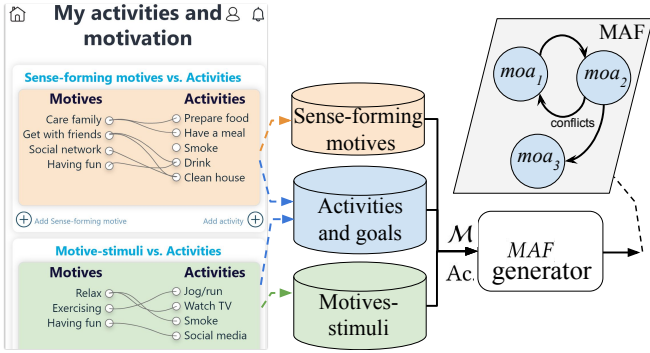 My activities and
motivation
Sense-forming motives vs. Activities
Motives
Activities
Care family
Get with friends
Social network
Having fun
Prepare food
Have a meal
Smoke
Drink
Clean house
Add Sense-forming motive
Add activity
Motive-stimuli vs. Activities
Motives
Activities
Relax
Exercising
Having fun
Jog/run
Watch TV
Smoke
Social media
Sense-forming
motives
Activities
and goals
Motives-
stimuli
ℳ
Ac.
MAF
generator
MAF
moa₁
moa₂
conflicts
moa₃